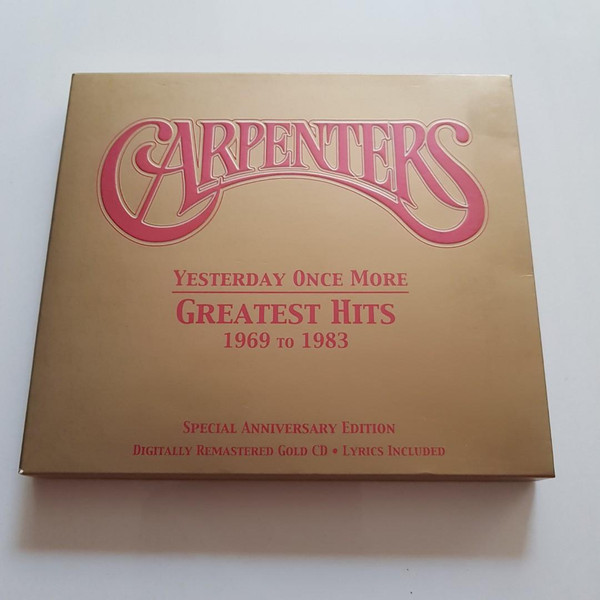 CARPENTERS
YESTERDAY ONCE MORE
GREATEST HITS
1969 TO 1983
SPECIAL ANNIVERSARY EDITION
DIGITALLY REMASTERED GOLD CD • LYRICS INCLUDED